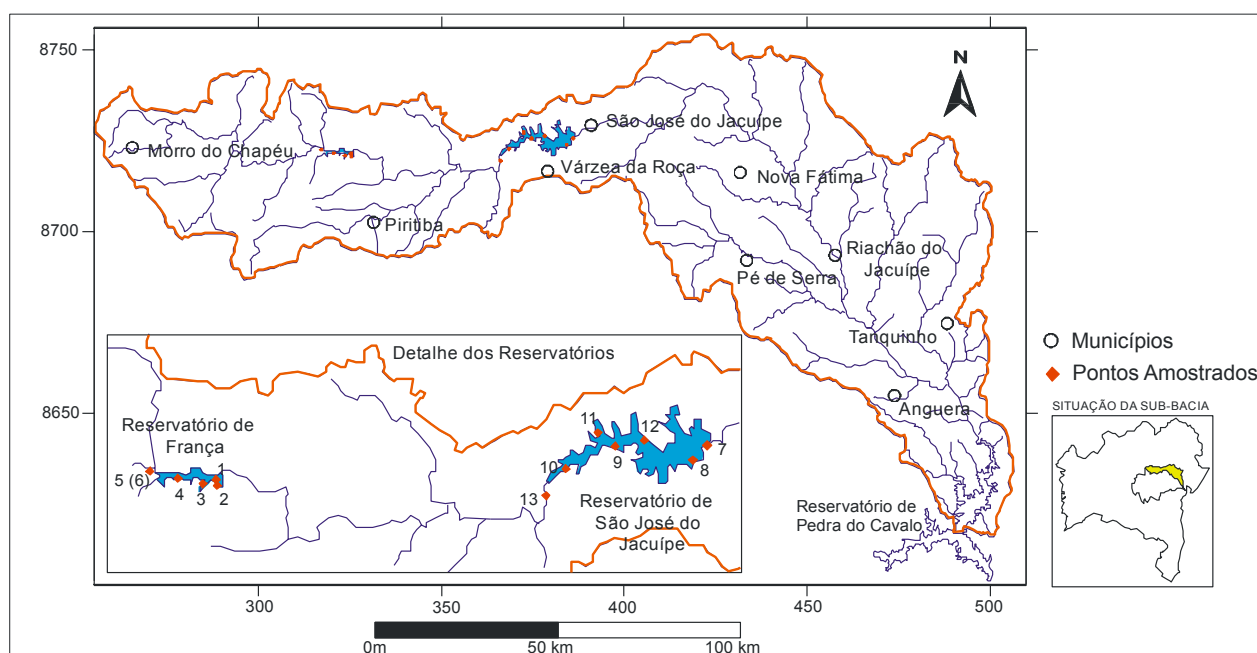 8750
8700
8650
N
São José do Jacuípe
Morro do Chapéu
Várzea da Roça
Nova Fátima
Piritiba
Riachão do
Jacuípe
Pé de Serra
Tanquinho
Anguera
Reservatório de
Pedra do Cavalo
Detalhe dos Reservatórios
Reservatório de
França
5 (6)
4
3
1
2
11
12
7
10
9
8
13
Reservatório de
São José do
Jacuípe
Municípios
Pontos Amostrados
SITUAÇÃO DA SUB-BACIA
300
350
400
450
500
0m
50 km
100 km